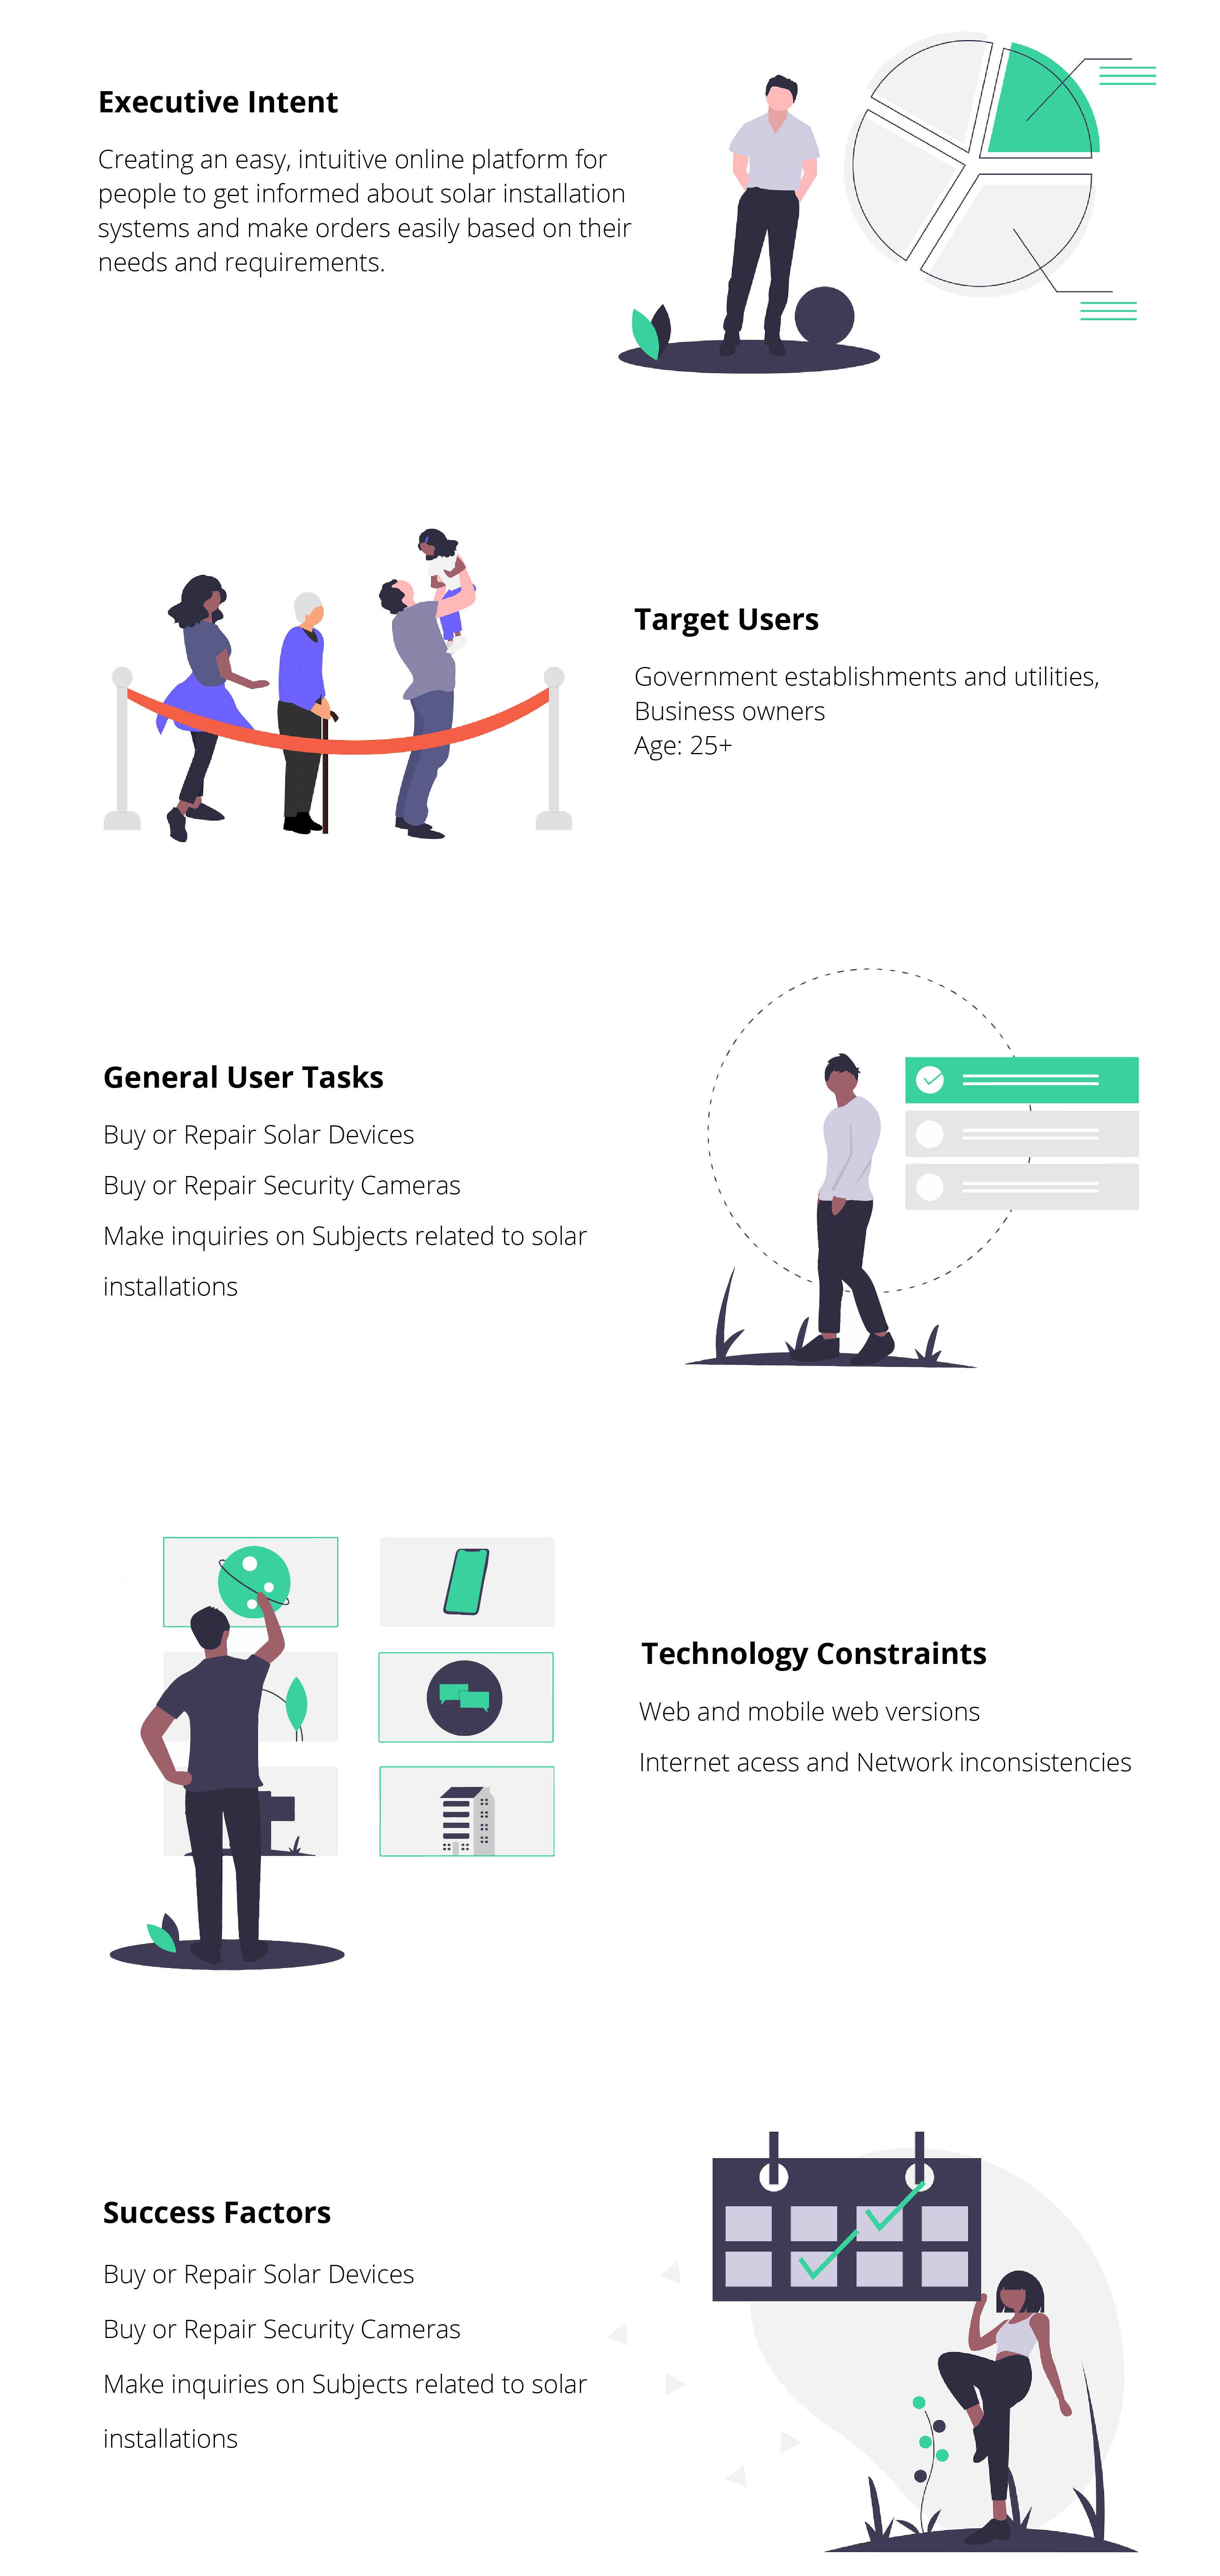 Executive Intent
Creating an easy, intuitive online platform for
people to get informed about solar installation
systems and make orders easily based on their
needs and requirements.
Target Users
Government establishments and utilities,
Business owners
Age: 25+
General User Tasks
Buy or Repair Solar Devices
Buy or Repair Security Cameras
Make inquiries on Subjects related to solar
installations
Technology Constraints
Web and mobile web versions
Internet acess and Network inconsistencies
Success Factors
Buy or Repair Solar Devices
Buy or Repair Security Cameras
Make inquiries on Subjects related to solar
installations